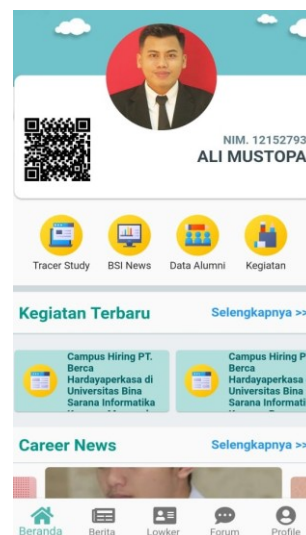 NIM. 12152793
ALI MUSTOPA
Tracer Study
BSI News
Data Alumni
Kegiatan
Kegiatan Terbaru
Selengkapnya >>
Campus Hiring PT.
Berca
Hardayaperkasa di
Universitas Bina
Sarana Informatika
Campus Hiring P
Berca
Hardayaperkasa
Universitas Bina
Sarana Informati
Career News
Selengkapnya >>
Beranda
Berita
Lowker
Forum
Profile